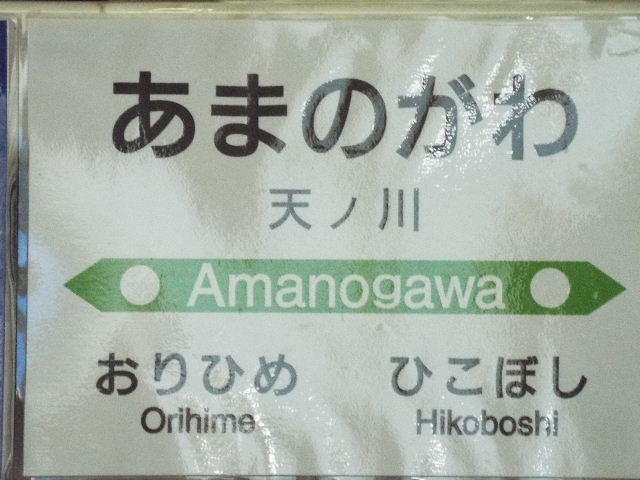 あまのがわ
天ノ川
Amanogawa
おりひめ ひこぼし
Orihime Hikoboshi